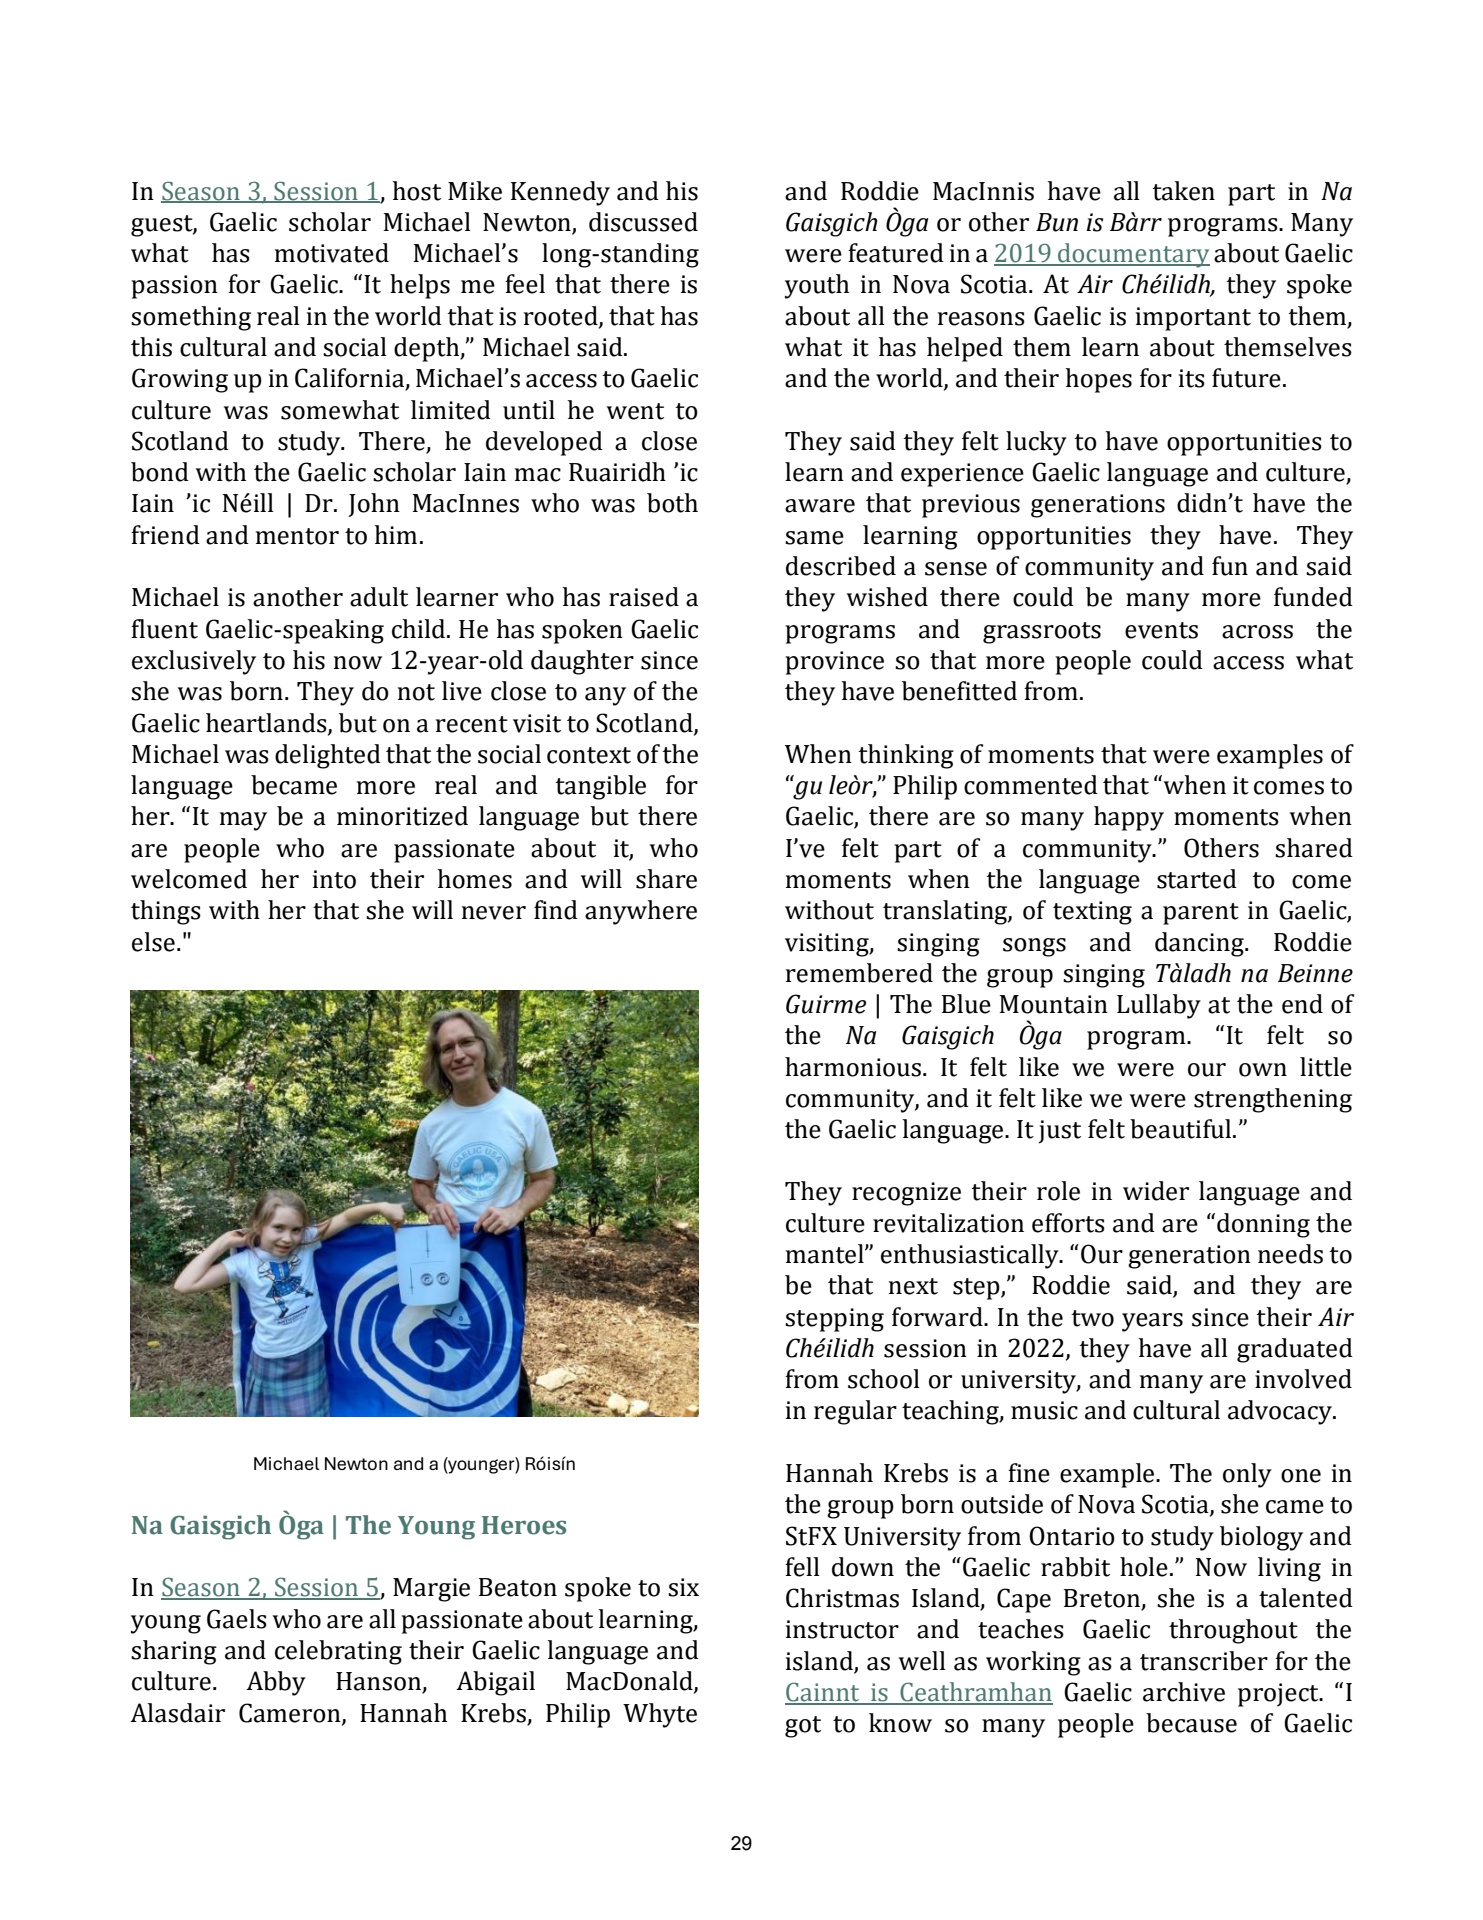 In Season 3, Session 1, host Mike Kennedy and his
guest, Gaelic scholar Michael Newton, discussed
what has motivated Michael’s long-standing
passion for Gaelic. “It helps me feel that there is
something real in the world that is rooted, that has
this cultural and social depth,” Michael said.
Growing up in California, Michael’s access to Gaelic
culture was somewhat limited until he went to
Scotland to study. There, he developed a close
bond with the Gaelic scholar Iain mac Ruairidh ’ic
Iain ’ic Néill | Dr. John MacInnes who was both
friend and mentor to him.
Michael is another adult learner who has raised a
fluent Gaelic-speaking child. He has spoken Gaelic
exclusively to his now 12-year-old daughter since
she was born. They do not live close to any of the
Gaelic heartlands, but on a recent visit to Scotland,
Michael was delighted that the social context of the
language became more real and tangible for
her. “It may be a minoritized language but there
are people who are passionate about it, who
welcomed her into their homes and will share
things with her that she will never find anywhere
else."
GAELIC USA
Michael Newton and a (younger) Róisín
Na Gaisgich Òga | The Young Heroes
In Season 2, Session 5, Margie Beaton spoke to six
young Gaels who are all passionate about learning,
sharing and celebrating their Gaelic language and
culture. Abby Hanson, Abigail MacDonald,
Alasdair Cameron, Hannah Krebs, Philip Whyte
and Roddie MacInnis have all taken part in Na
Gaisgich Òga or other Bun is Bàrr programs. Many
were featured in a 2019 documentary about Gaelic
youth in Nova Scotia. At Air Chéilidh, they spoke
about all the reasons Gaelic is important to them,
what it has helped them learn about themselves
and the world, and their hopes for its future.
They said they felt lucky to have opportunities to
learn and experience Gaelic language and culture,
aware that previous generations didn’t have the
same learning opportunities they have. They
described a sense of community and fun and said
they wished there could be many more funded
programs and grassroots events across the
province so that more people could access what
they have benefitted from.
When thinking of moments that were examples of
“gu leòr,” Philip commented that “when it comes to
Gaelic, there are so many happy moments when
I’ve felt part of a community.” Others shared
moments when the language started to come
without translating, of texting a parent in Gaelic,
visiting, singing songs and dancing. Roddie
remembered the group singing Tàladh na Beinne
Guirme | The Blue Mountain Lullaby at the end of
the Na Gaisgich Òga program. “It felt so
harmonious. It felt like we were our own little
community, and it felt like we were strengthening
the Gaelic language. It just felt beautiful.”
They recognize their role in wider language and
culture revitalization efforts and are “donning the
mantel” enthusiastically. “Our generation needs to
be that next step,” Roddie said, and they are
stepping forward. In the two years since their Air
Chéilidh session in 2022, they have all graduated
from school or university, and many are involved
in regular teaching, music and cultural advocacy.
Hannah Krebs is a fine example. The only one in
the group born outside of Nova Scotia, she came to
StFX University from Ontario to study biology and
fell down the “Gaelic rabbit hole.” Now living in
Christmas Island, Cape Breton, she is a talented
instructor and teaches Gaelic throughout the
island, as well as working as a transcriber for the
Cainnt is Ceathramhan Gaelic archive project. “I
got to know so many people because of Gaelic
29